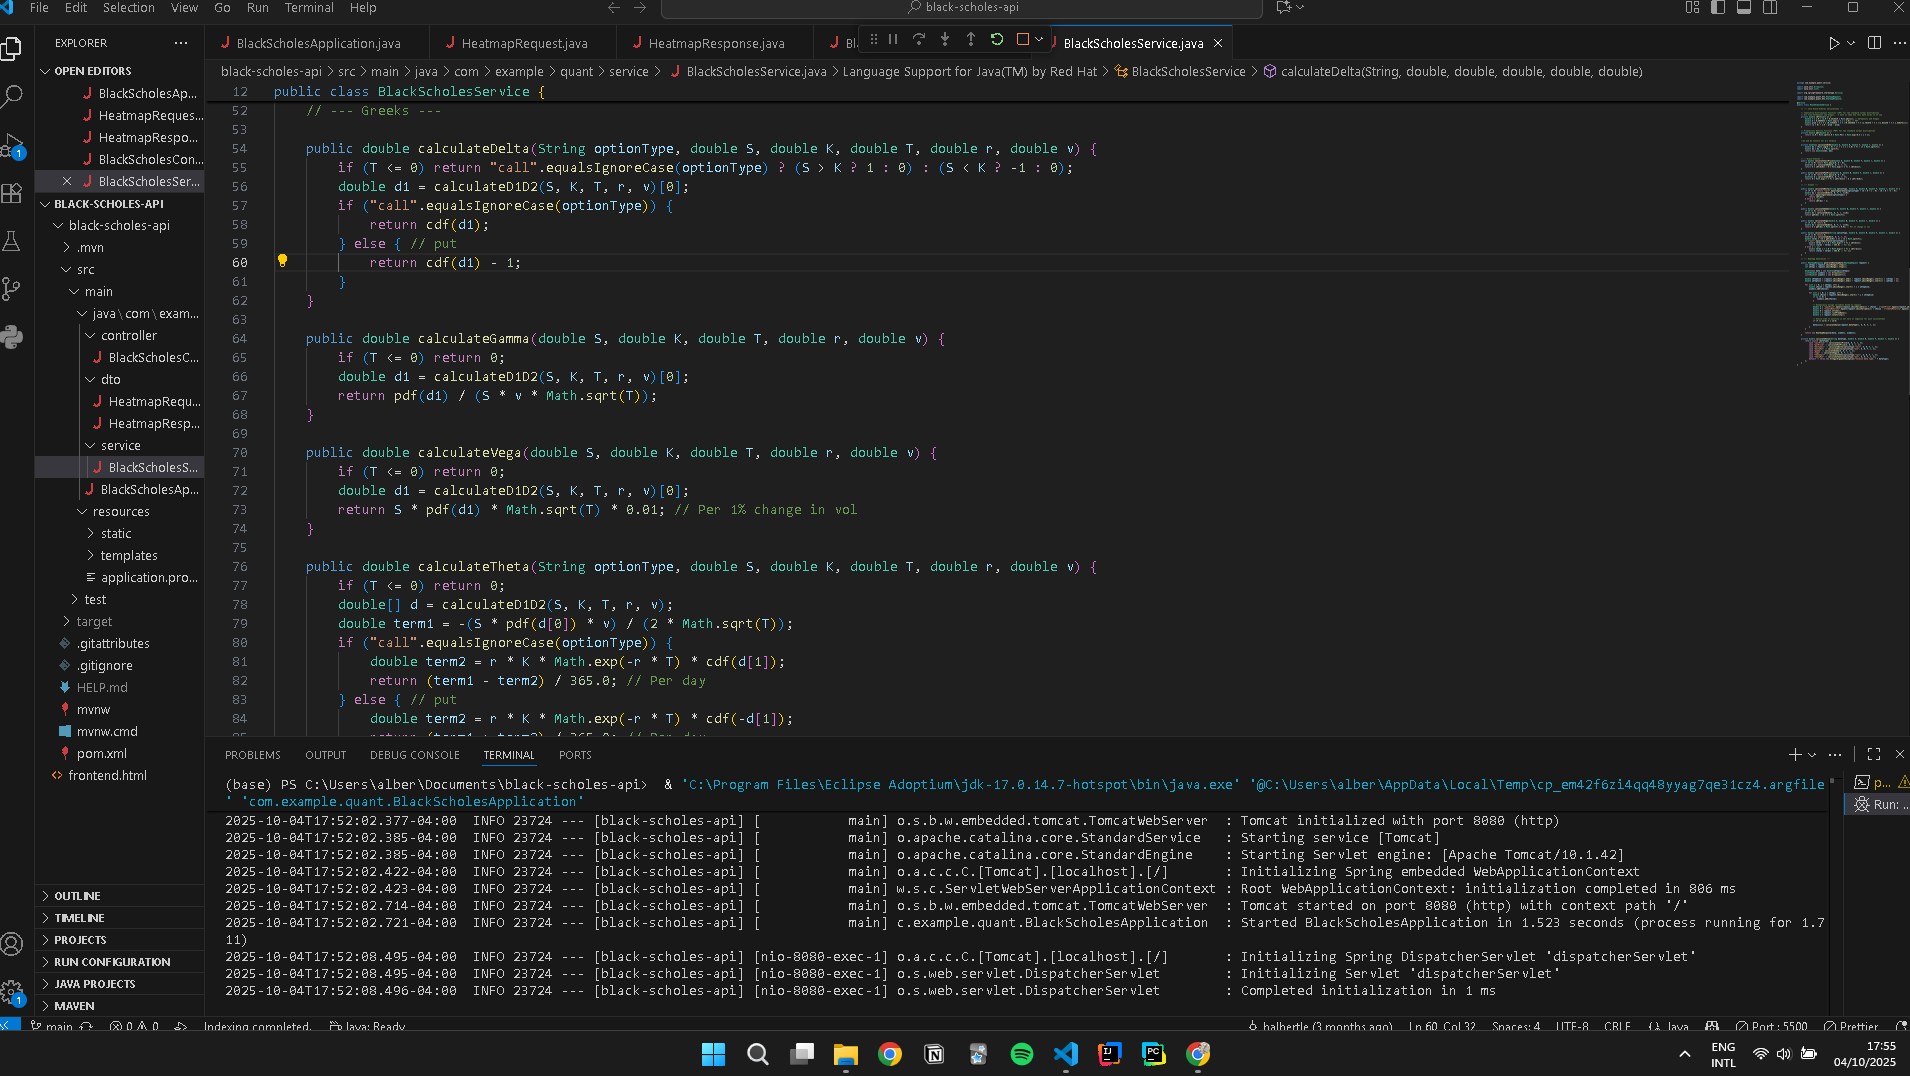 File Edit Selection View Go Run Terminal Help
black-scholes-api
EXPLORER
OPEN EDITORS
BlackScholesAp...
HeatmapReques...
HeatmapRespo...
BlackScholesCon...
BlackScholesSer...
BLACK-SCHOLES-API
black-scholes-api
.mvn
src
main
java\com\exam...
controller
BlackScholesC...
dto
HeatmapRequ...
HeatmapResp...
service
BlackScholesS...
BlackScholesAp...
resources
static
templates
application.pro...
test
target
.gitattributes
.gitignore
HELP.md
mvnw
mvnw.cmd
pom.xml
frontend.html
OUTLINE
TIMELINE
PROJECTS
RUN CONFIGURATION
JAVA PROJECTS
MAVEN
BlackScholesApplication.java HeatmapRequest.java HeatmapResponse.java Bl BlackScholesService.java
black-scholes-api > src > main > java > com > example > quant > service > BlackScholesService.java > Language Support for Java(TM) by Red Hat > BlackScholesService > calculateDelta(String, double, double, double, double, double)
12 public class BlackScholesService {
52 // --- Greeks ---
53
54 public double calculateDelta(String optionType, double S, double K, double T, double r, double v) {
55 if (T <= 0) return "call".equalsIgnoreCase(optionType) ? (S > K ? 1 : 0) : (S < K ? -1 : 0);
56 double d1 = calculateD1D2(S, K, T, r, v)[0];
57 if ("call".equalsIgnoreCase(optionType)) {
58 return cdf(d1);
59 } else { // put
60 return cdf(d1) - 1;
61 }
62 }
63
64 public double calculateGamma(double S, double K, double T, double r, double v) {
65 if (T <= 0) return 0;
66 double d1 = calculateD1D2(S, K, T, r, v)[0];
67 return pdf(d1) / (S * v * Math.sqrt(T));
68 }
69
70 public double calculateVega(double S, double K, double T, double r, double v) {
71 if (T <= 0) return 0;
72 double d1 = calculateD1D2(S, K, T, r, v)[0];
73 return S * pdf(d1) * Math.sqrt(T) * 0.01; // Per 1% change in vol
74 }
75
76 public double calculateTheta(String optionType, double S, double K, double T, double r, double v) {
77 if (T <= 0) return 0;
78 double[] d = calculateD1D2(S, K, T, r, v);
79 double term1 = -(S * pdf(d[0]) * v) / (2 * Math.sqrt(T));
80 if ("call".equalsIgnoreCase(optionType)) {
81 double term2 = r * K * Math.exp(-r * T) * cdf(d[1]);
82 return (term1 - term2) / 365.0; // Per day
83 } else { // put
84 double term2 = r * K * Math.exp(-r * T) * cdf(-d[1]);
PROBLEMS OUTPUT DEBUG CONSOLE TERMINAL PORTS
(base) PS C:\Users\alber\Documents\black-scholes-api> & 'C:\Program Files\Eclipse Adoptium\jdk-17.0.14.7-hotspot\bin\java.exe' '@C:\Users\alber\AppData\Local\Temp\cp_em42f6zi4qq48yyag7qe31cz4.argfile
' 'com.example.quant.BlackScholesApplication'
2025-10-04T17:52:02.377-04:00 INFO 23724 --- [black-scholes-api] [ main] o.s.b.w.embedded.tomcat.TomcatWebServer : Tomcat initialized with port 8080 (http)
2025-10-04T17:52:02.385-04:00 INFO 23724 --- [black-scholes-api] [ main] o.apache.catalina.core.StandardService : Starting service [Tomcat]
2025-10-04T17:52:02.385-04:00 INFO 23724 --- [black-scholes-api] [ main] o.apache.catalina.core.StandardEngine : Starting Servlet engine: [Apache Tomcat/10.1.42]
2025-10-04T17:52:02.422-04:00 INFO 23724 --- [black-scholes-api] [ main] o.a.c.c.C.[Tomcat].[localhost].[/] : Initializing Spring embedded WebApplicationContext
2025-10-04T17:52:02.423-04:00 INFO 23724 --- [black-scholes-api] [ main] w.s.c.ServletWebServerApplicationContext : Root WebApplicationContext: initialization completed in 806 ms
2025-10-04T17:52:02.714-04:00 INFO 23724 --- [black-scholes-api] [ main] o.s.b.w.embedded.tomcat.TomcatWebServer : Tomcat started on port 8080 (http) with context path '/'
2025-10-04T17:52:02.721-04:00 INFO 23724 --- [black-scholes-api] [ main] c.example.quant.BlackScholesApplication : Started BlackScholesApplication in 1.523 seconds (process running for 1.7
11)
2025-10-04T17:52:08.495-04:00 INFO 23724 --- [black-scholes-api] [nio-8080-exec-1] o.a.c.c.C.[Tomcat].[localhost].[/] : Initializing Spring DispatcherServlet 'dispatcherServlet'
2025-10-04T17:52:08.495-04:00 INFO 23724 --- [black-scholes-api] [nio-8080-exec-1] o.s.web.servlet.DispatcherServlet : Initializing Servlet 'dispatcherServlet'
2025-10-04T17:52:08.496-04:00 INFO 23724 --- [black-scholes-api] [nio-8080-exec-1] o.s.web.servlet.DispatcherServlet : Completed initialization in 1 ms
p...
Run: ...
main 0 0 Indexing completed. Java: Ready halhertle (3 months ago) Ln 60, Col 32 Spaces: 4 UTF-8 CRLF Java Port : 5500 Prettier
ENG
INTL
17:55
04/10/2025